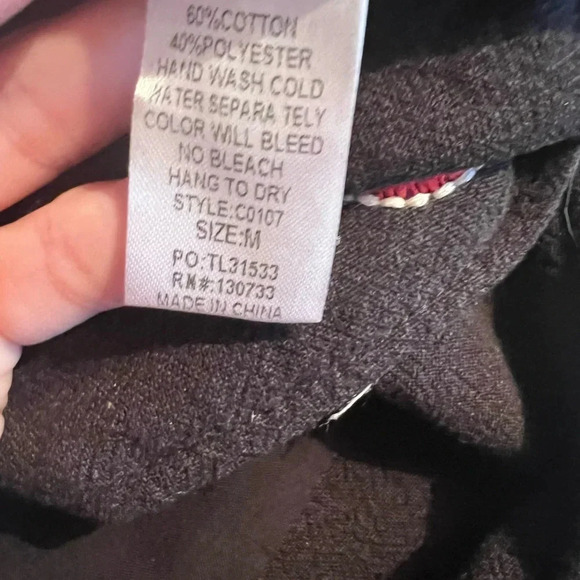 60%COTTON
40%POLYESTER
HAND WASH COLD
WATER SEPARA TELY
COLOR WILL BLEED
NO BLEACH
HANG TO DRY
STYLE:C0107
SIZE:M
PO:TL31533
RN#:130733
MADE IN CHINA